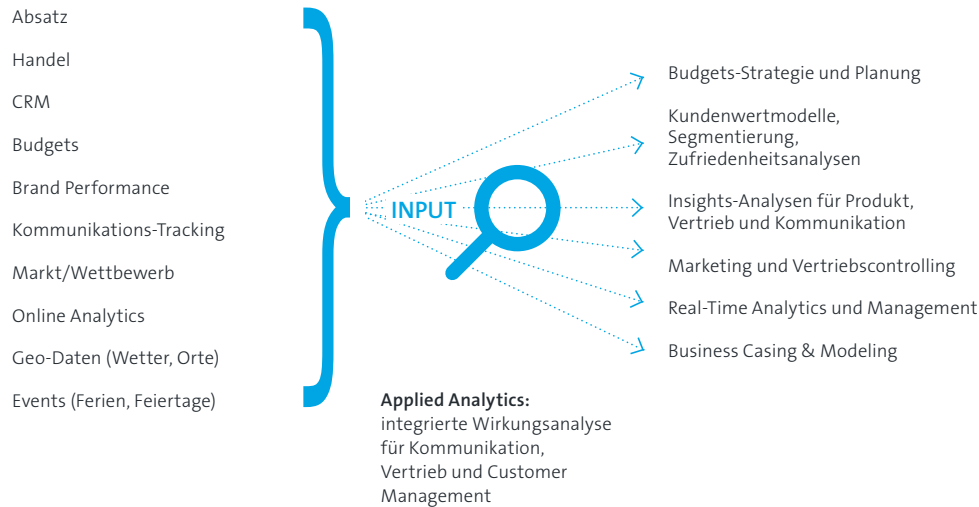 Absatz
Handel
CRM
Budgets
Brand Performance
Kommunikations-Tracking
Markt/Wettbewerb
Online Analytics
Geo-Daten (Wetter, Orte)
Events (Ferien, Feiertage)
INPUT
Applied Analytics:
integrierte Wirkungsanalyse
für Kommunikation,
Vertrieb und Customer
Management
Budgets-Strategie und Planung
Kundenwertmodelle,
Segmentierung,
Zufriedenheitsanalysen
Insights-Analysen für Produkt,
Vertrieb und Kommunikation
Marketing und Vertriebscontrolling
Real-Time Analytics und Management
Business Casing & Modeling